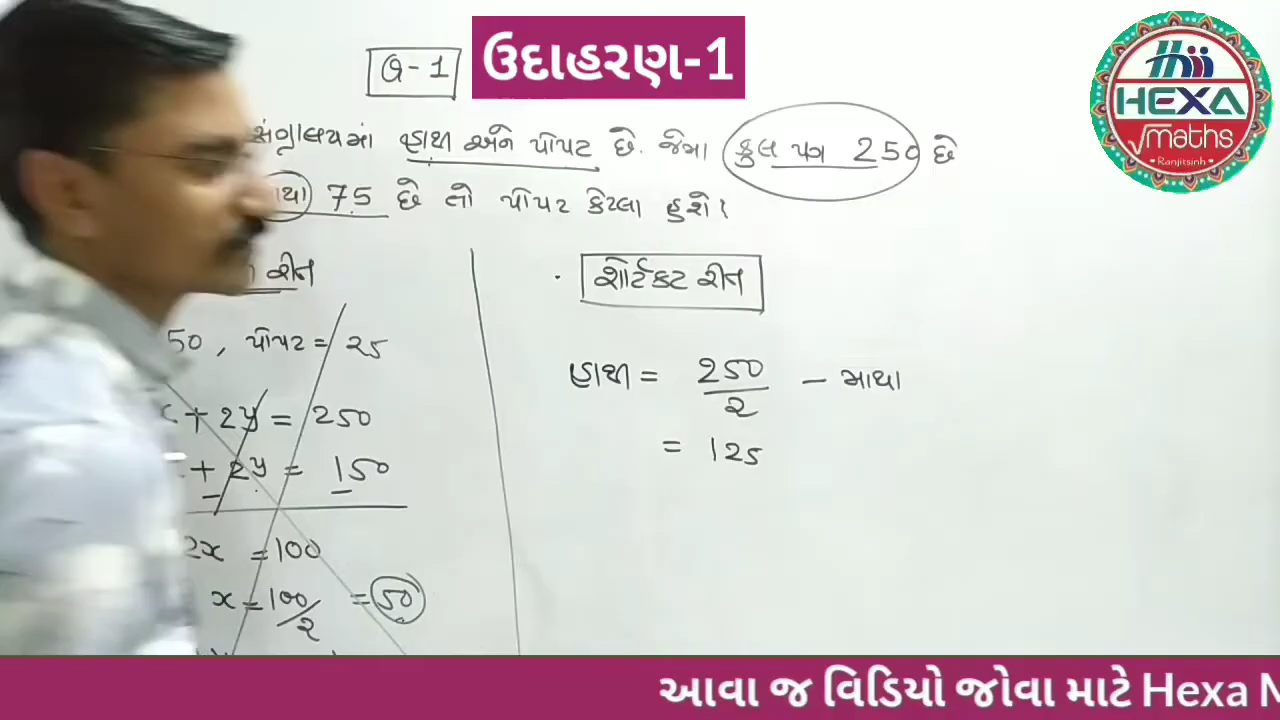 Q-1
ઉદાહરણ-1
HEXA
√maths
Ranjitsinh
સંગ્રાલયમાં હાથી અને પોપટ છે. જેમા કુલ પગ 250 છે
માથા 75 છે તો પોપટ કેટલા હશે?
રીત
50, પોપટ = 25
x + 2y = 250
+ 2y = 150
2x = 100
x = 100/2 = 50
શોર્ટકટ રીત
હાથી = 250/2 - માથા
= 125
આવા જ વિડિયો જોવા માટે Hexa